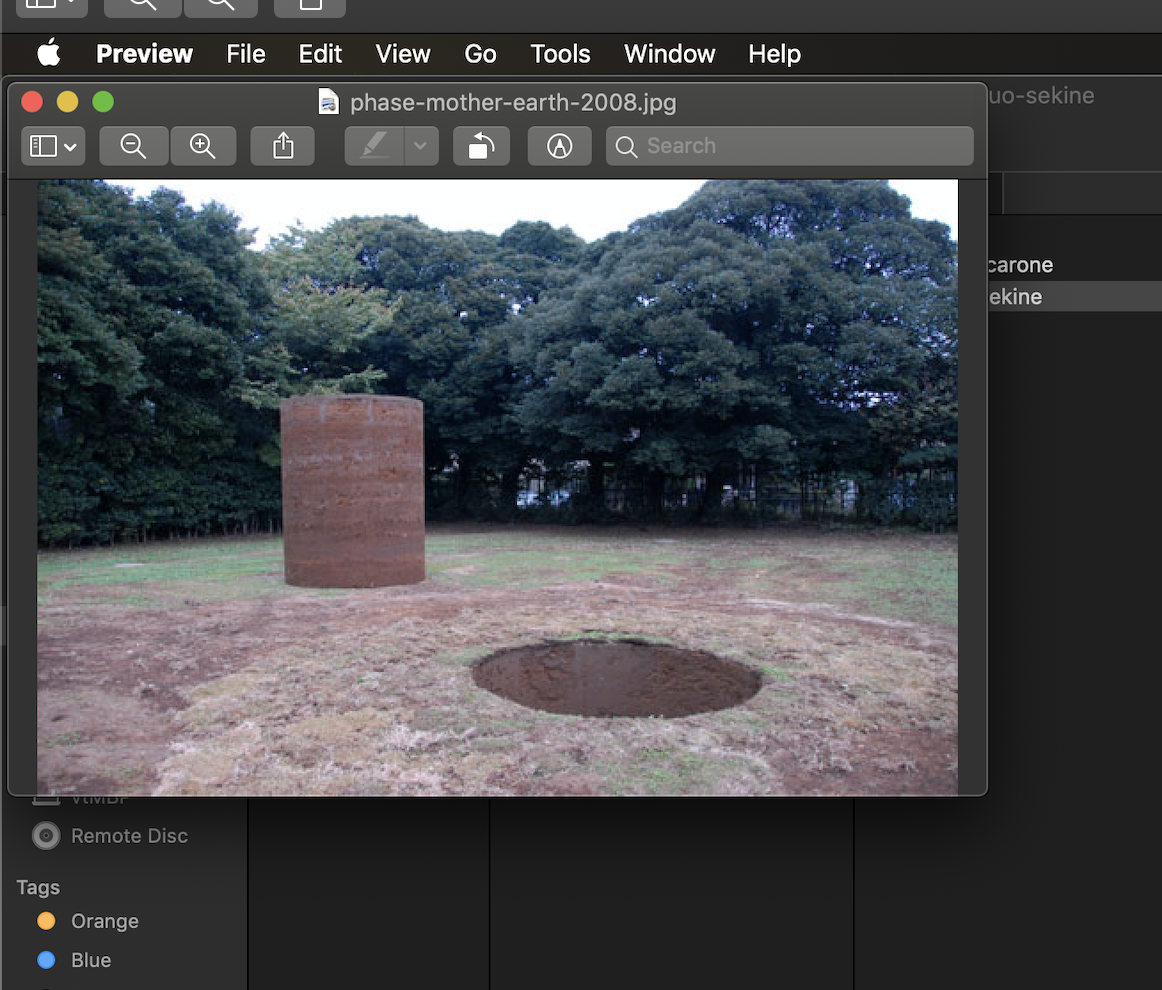 Preview File Edit View Go Tools Window Help
phase-mother-earth-2008.jpg
uo-sekine
Search
carone
ekine
Remote Disc
Tags
Orange
Blue